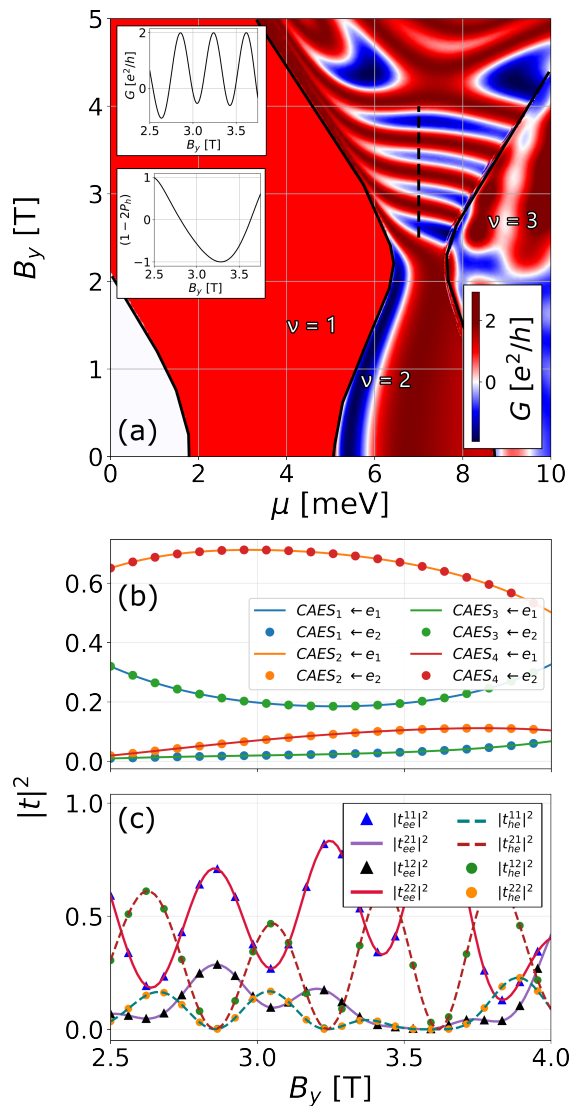 5
4
3
2
1
0
B_y [T]
2
0
G [e²/h]
2.5 3.0 3.5
B_y [T]
1
0
−1
(1 − 2P_h)
2.5 3.0 3.5
B_y [T]
ν = 1
ν = 2
ν = 3
2
0
−2
G [e²/h]
(a)
0 2 4 6 8 10
μ [meV]
(b)
0.6
0.4
0.2
0.0
CAES₁ ← e₁
CAES₁ ← e₂
CAES₂ ← e₁
CAES₂ ← e₂
CAES₃ ← e₁
CAES₃ ← e₂
CAES₄ ← e₁
CAES₄ ← e₂
|t|²
(c)
1.0
0.5
0.0
|t_ee^11|²
|t_ee^21|²
|t_ee^12|²
|t_ee^22|²
|t_he^11|²
|t_he^21|²
|t_he^12|²
|t_he^22|²
2.5 3.0 3.5 4.0
B_y [T]